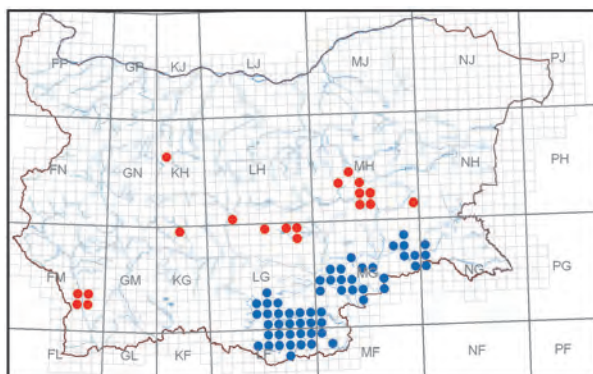 FP GP KJ LJ MJ NJ PJ
FN GN KH LH MH NH PH
FM GM KG LG MG NG PG
FL GL KF MF NF PF